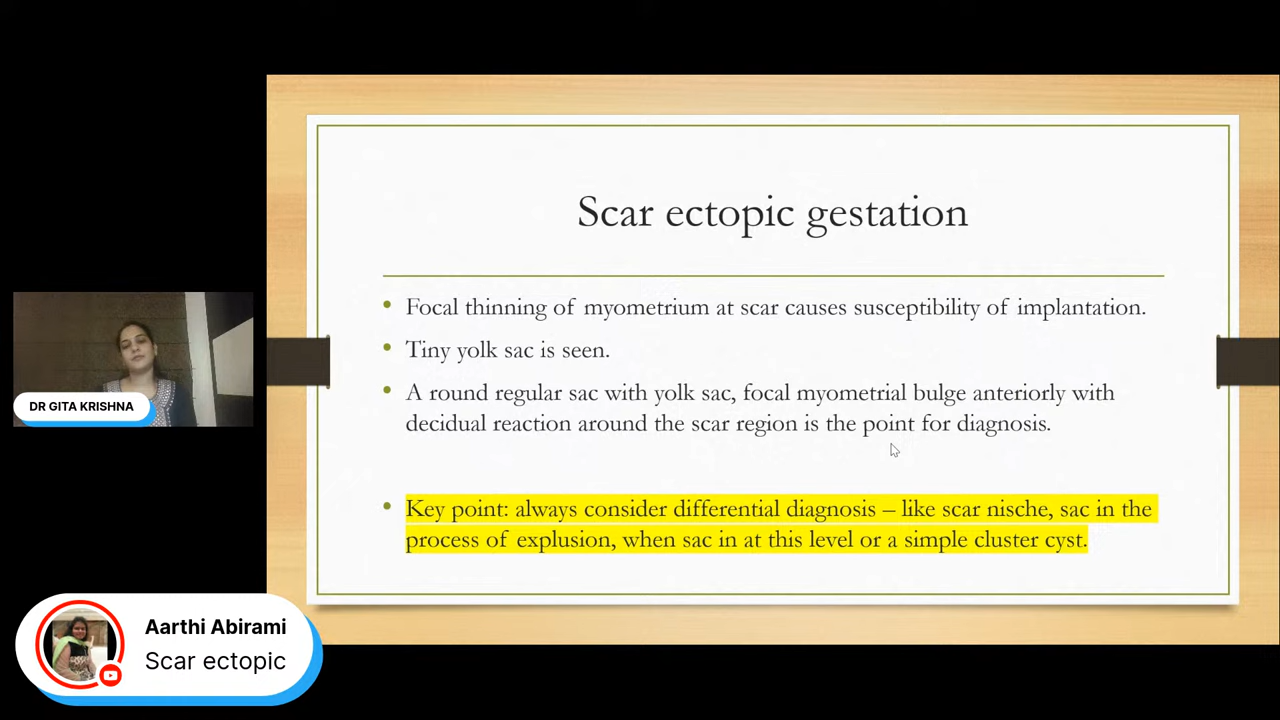 Scar ectopic gestation
Focal thinning of myometrium at scar causes susceptibility of implantation.
Tiny yolk sac is seen.
A round regular sac with yolk sac, focal myometrial bulge anteriorly with
decidual reaction around the scar region is the point for diagnosis.
Key point: always consider differential diagnosis – like scar nische, sac in the
process of explusion, when sac in at this level or a simple cluster cyst.
DR GITA KRISHNA
Aarthi Abirami
Scar ectopic